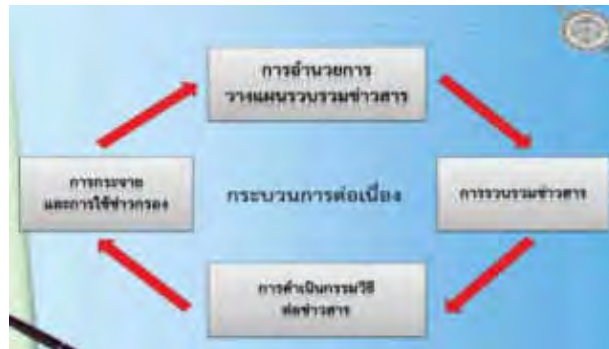 การอำนวยการ
วางแผนรวบรวมข่าวสาร
การกระจาย
และการใช้ข่าวกรอง
กระบวนการต่อเนื่อง
การรวบรวมข่าวสาร
การดำเนินกรรมวิธี
ต่อข่าวสาร